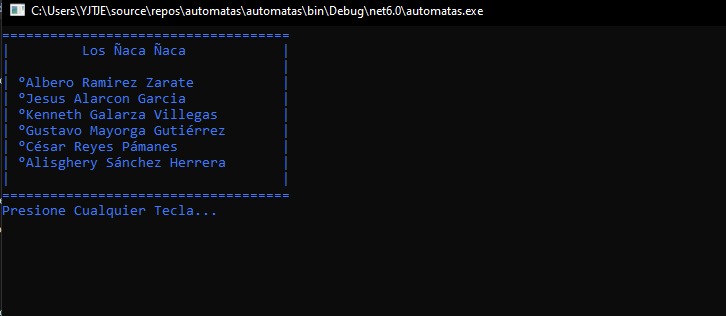 C:\Users\YJTJE\source\repos\automatas\automatas\bin\Debug\net6.0\automatas.exe
====================================
|         Los Ñaca Ñaca            |
|                                  |
| °Albero Ramirez Zarate           |
| °Jesus Alarcon Garcia            |
| °Kenneth Galarza Villegas        |
| °Gustavo Mayorga Gutiérrez       |
| °César Reyes Pámanes             |
| °Alisghery Sánchez Herrera       |
|                                  |
====================================
Presione Cualquier Tecla...